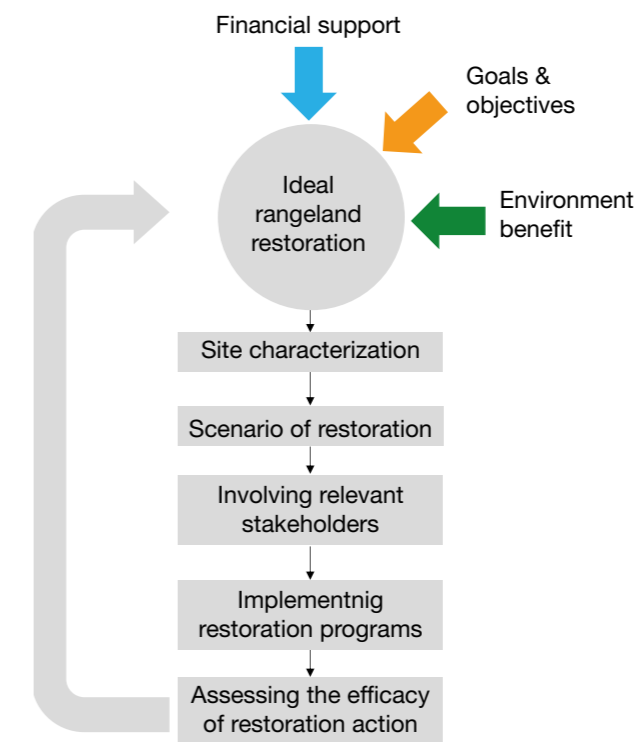 Financial support
Goals &
objectives
Ideal
rangeland
restoration
Environment
benefit
Site characterization
Scenario of restoration
Involving relevant
stakeholders
Implementnig
restoration programs
Assessing the efficacy
of restoration action